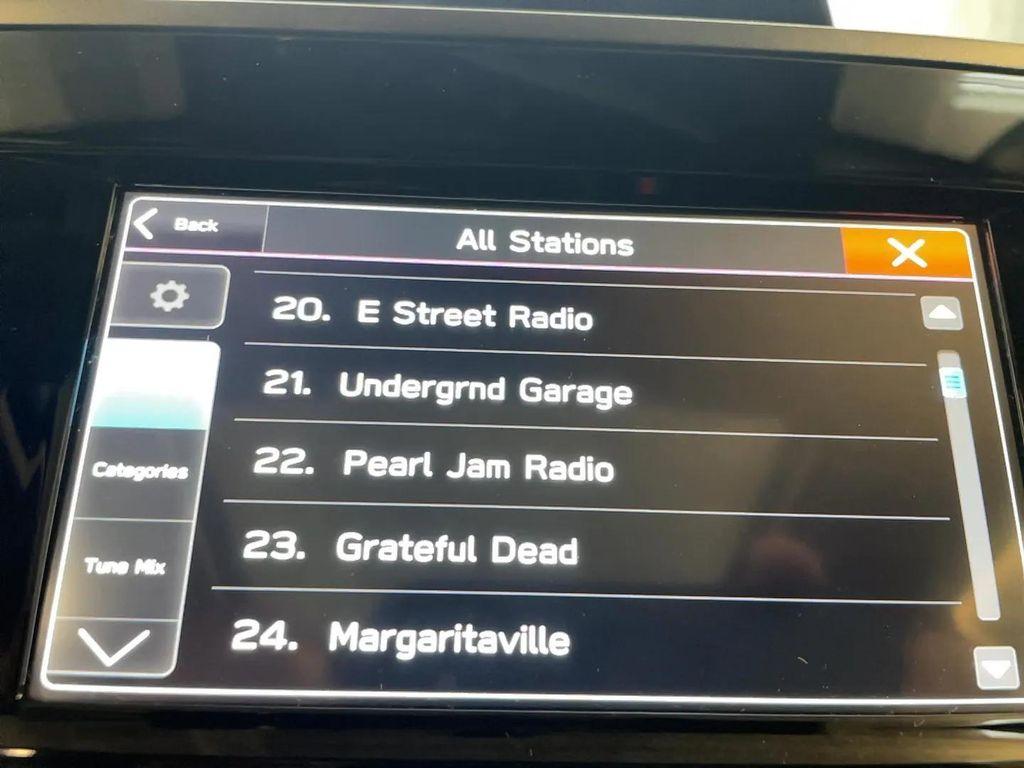 Back
All Stations
20. E Street Radio
21. Undergrnd Garage
22. Pearl Jam Radio
Categories
23. Grateful Dead
Tune Mix
24. Margaritaville